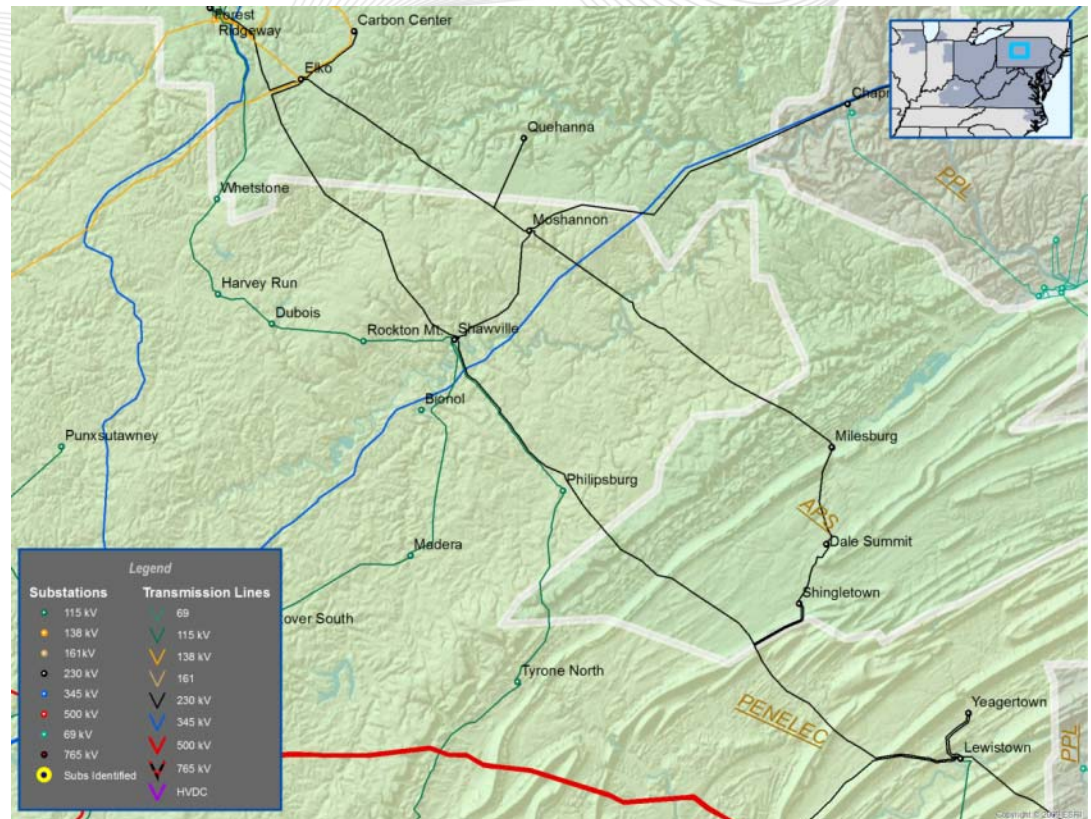 Forest
Ridgeway
Carbon Center
Elko
Quehanna
Whetstone
Moshannon
PPL
Harvey Run
Dubois
Rockton Mt.
Shawville
Bionol
Punxsutawney
Milesburg
Philipsburg
APS
Dale Summit
Madera
Shingletown
over South
Tyrone North
PENELEC
Yeagertown
Lewistown
PPL
Legend
Substations
115 kV
138 kV
161kV
230 kV
345 kV
500 kV
69 kV
765 kV
Subs Identified
Transmission Lines
69
115 kV
138 kV
161
230 kV
345 kV
500 kV
765 kV
HVDC